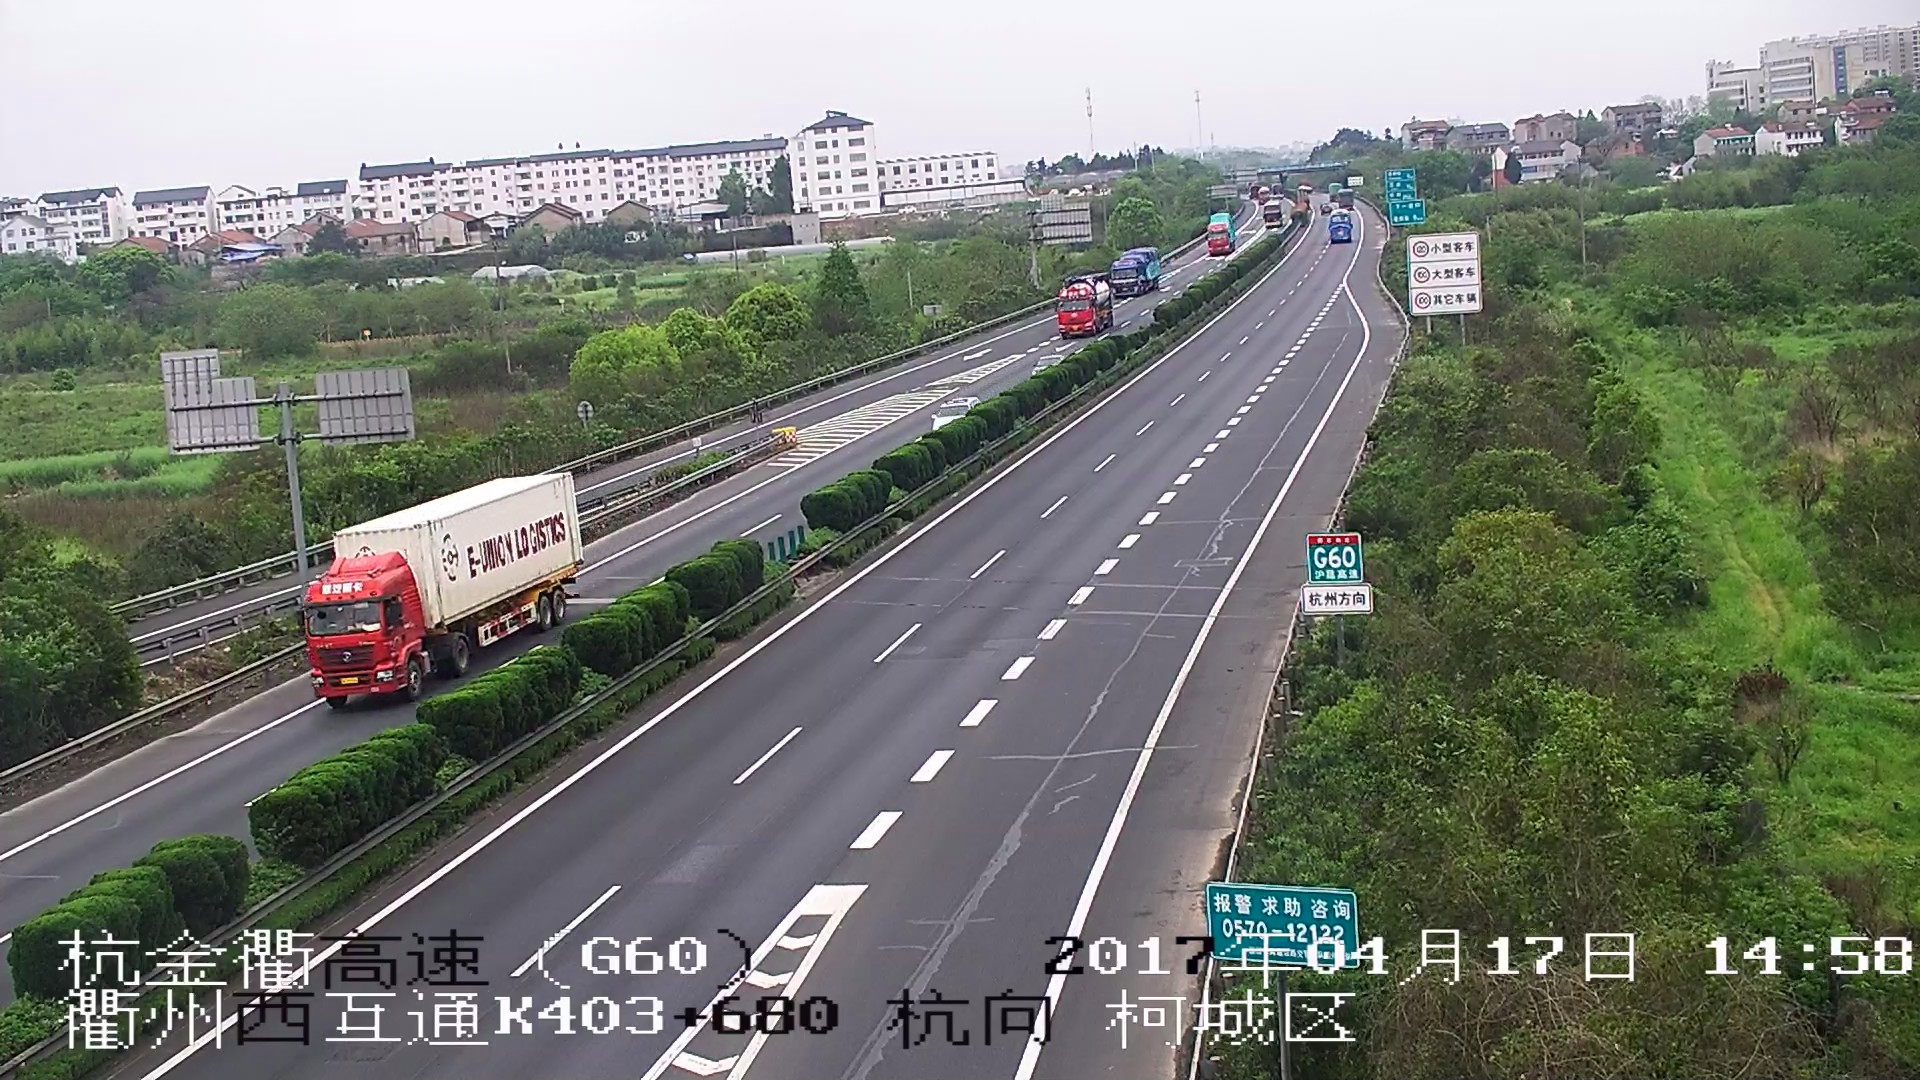 小型客车
大型客车
100 其它车辆
G60
沪昆高速
杭州方向
E-UNION LOGISTICS
报警 求助 咨询
0570-12122
杭金衢高速（G60） 2017年04月17日 14:58
衢州西互通K403+680 杭向 柯城区